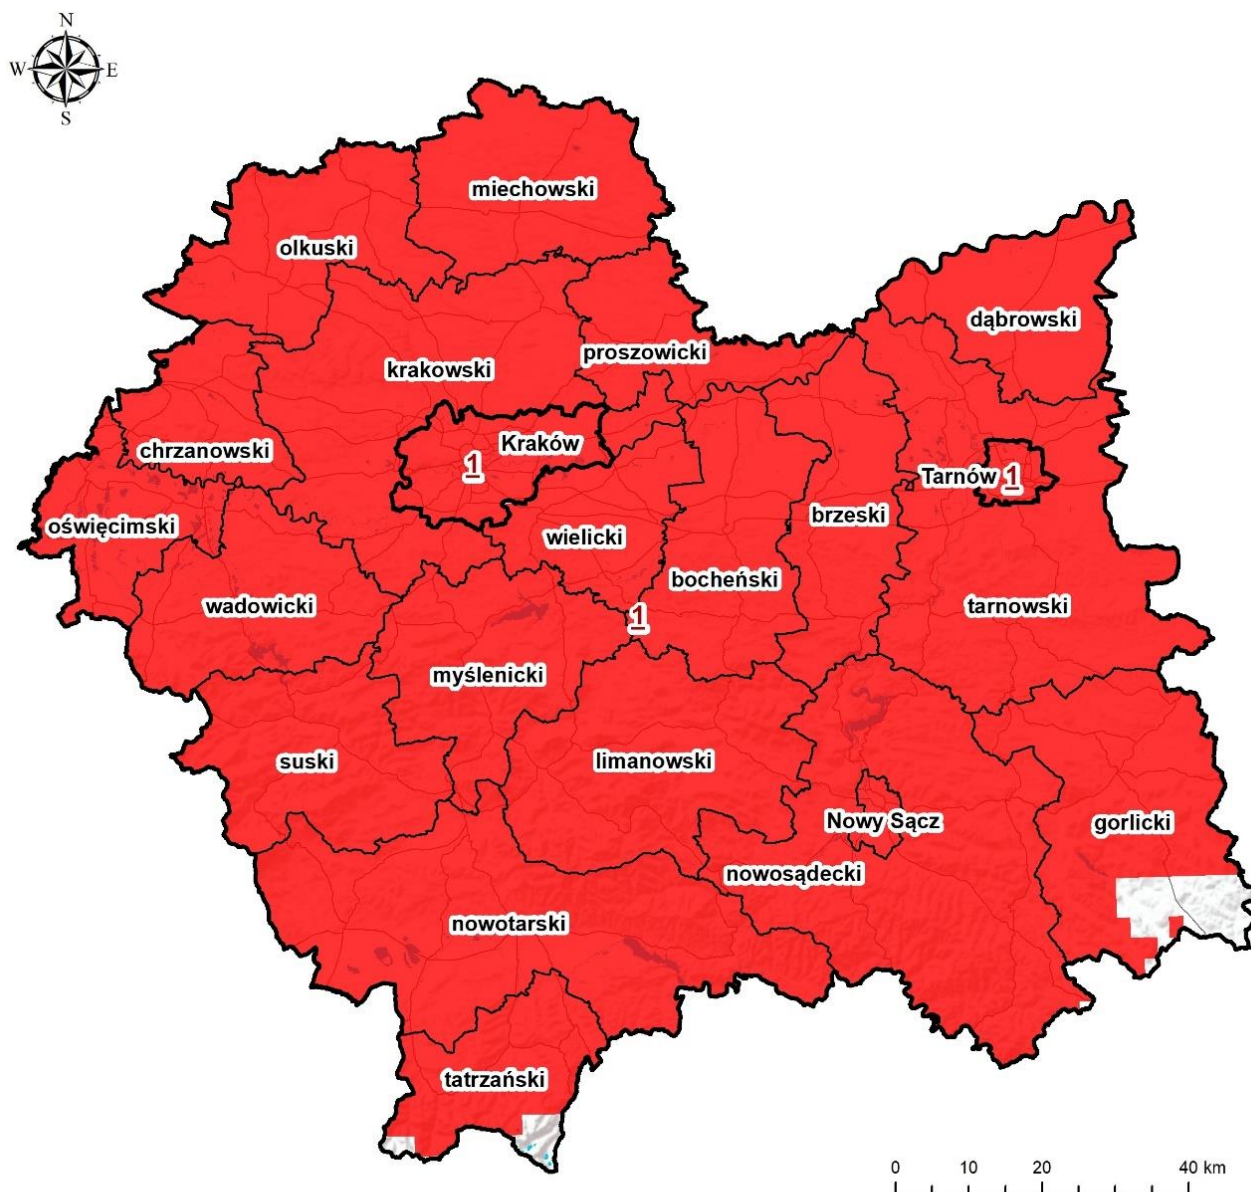 N
W E
S
miechowski
olkuski
dąbrowski
proszowicki
krakowski
Kraków
chrzanowski
1
Tarnów 1
brzeski
oświęcimski
wielicki
bocheński
wadowicki
tarnowski
1
myślenicki
suski
limanowski
Nowy Sącz
gorlicki
nowosądecki
nowotarski
tatrzański
0 10 20 40 km